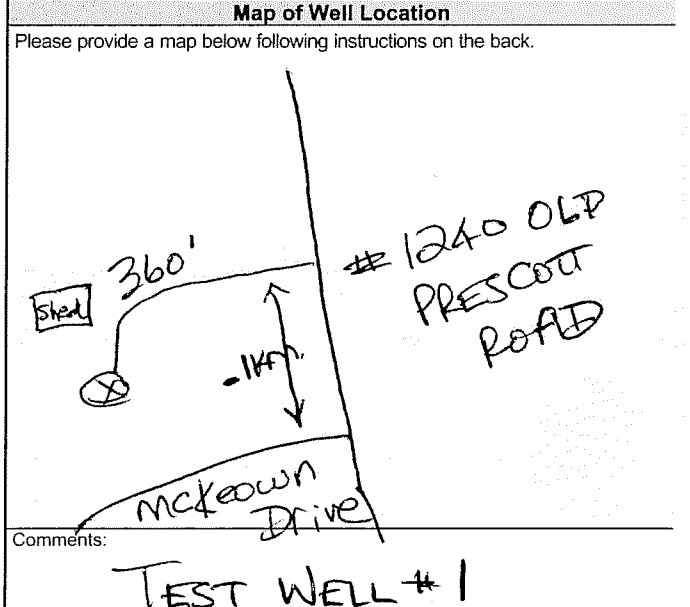 Map of Well Location
Please provide a map below following instructions on the back.
# 1240 OLD
PRESCOTT
ROAD
360'
Shed
.1km.
McKeown
Drive
Comments:
TEST WELL # 1